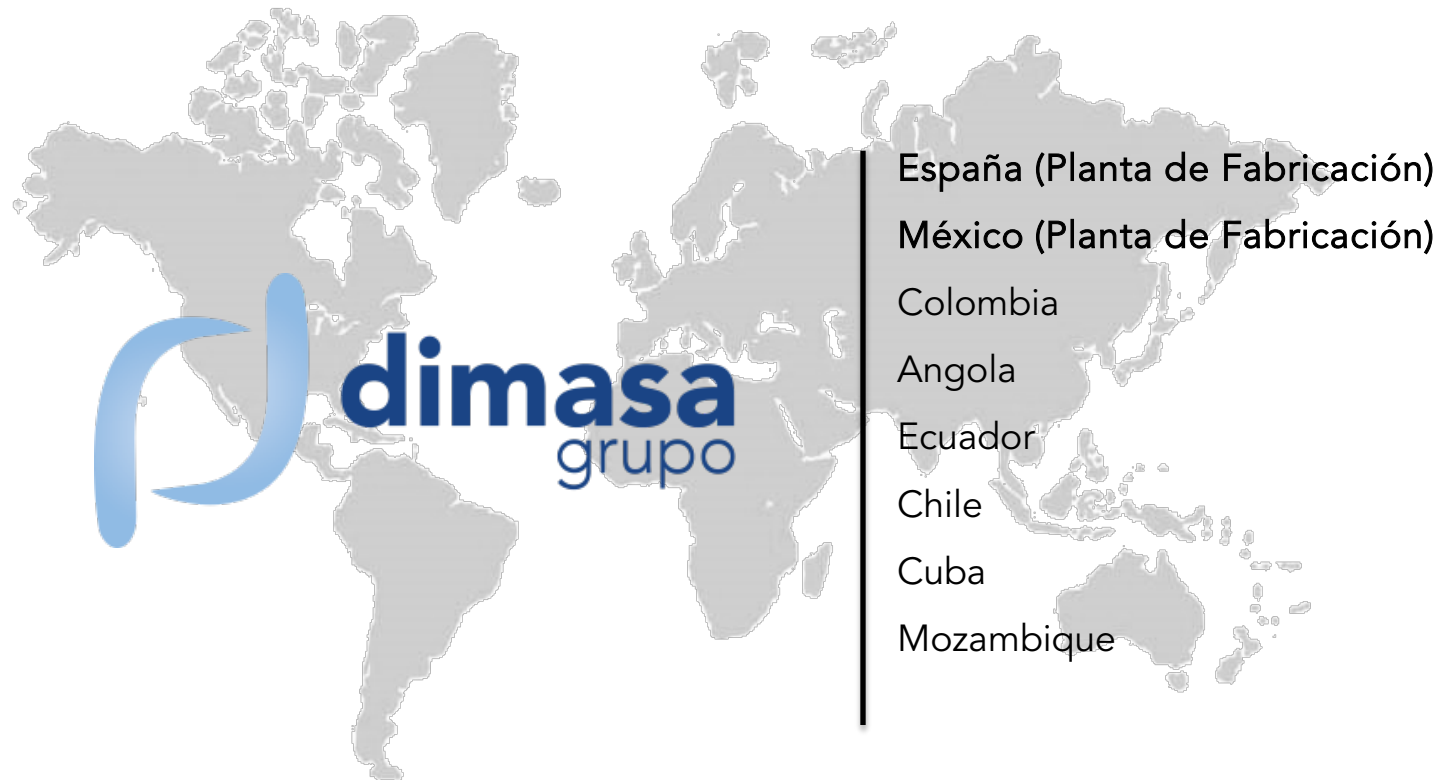 dimasa
grupo
España (Planta de Fabricación)
México (Planta de Fabricación)
Colombia
Angola
Ecuador
Chile
Cuba
Mozambique